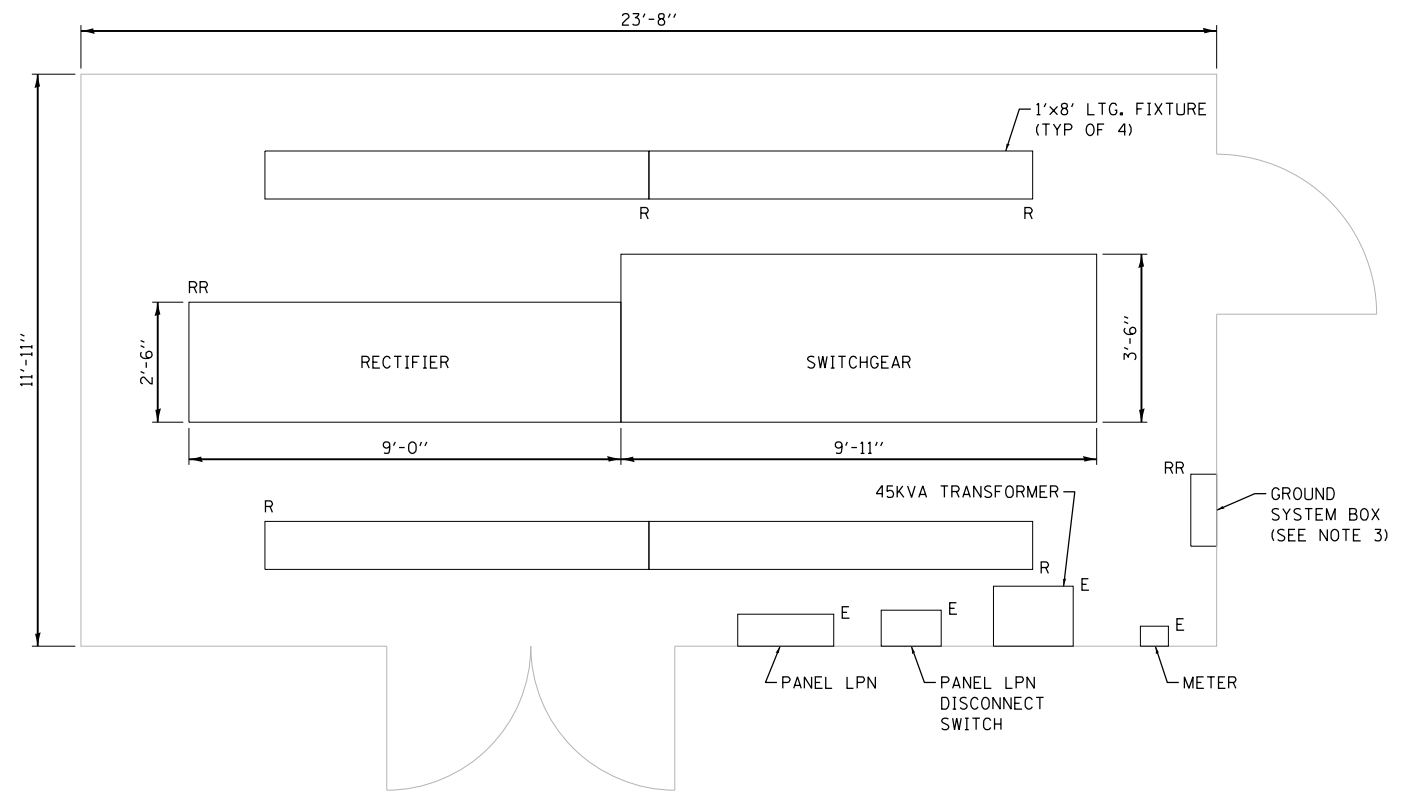 23'-8"
1'x8' LTG. FIXTURE
(TYP OF 4)
R
R
RR
11'-11"
2'-6"
RECTIFIER
SWITCHGEAR
3'-6"
9'-0"
9'-11"
RR
45KVA TRANSFORMER
GROUND
SYSTEM BOX
(SEE NOTE 3)
R
R
E
E
E
E
PANEL LPN
PANEL LPN
DISCONNECT
SWITCH
METER